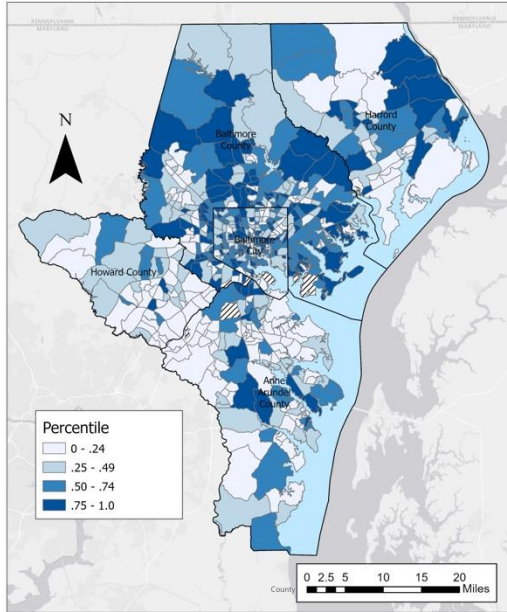 PENNSYLVANIA
MARYLAND
PENNSYLVANIA
MARYLAND
N
Baltimore
County
Harford
County
Baltimore
City
Howard County
Anne
Arundel
County
Percentile
0 - .24
.25 - .49
.50 - .74
.75 - 1.0
County
0 2.5 5 10 15 20
Miles